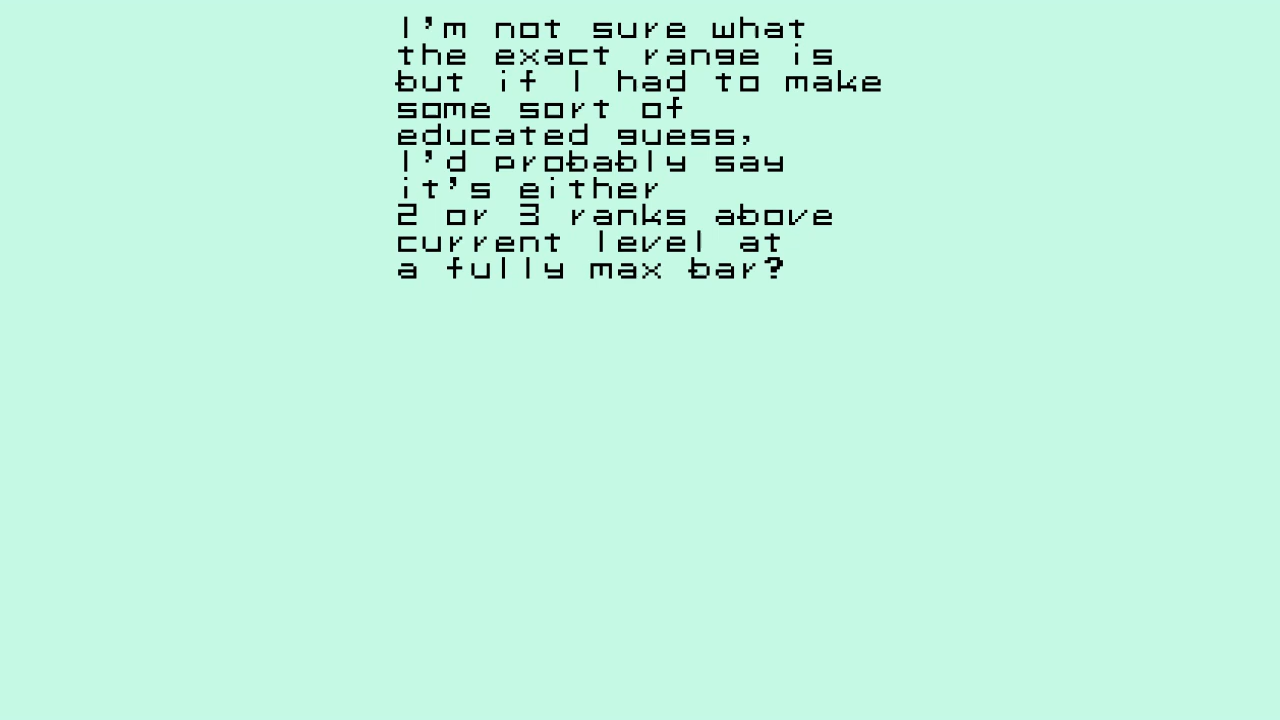 I'm not sure what
the exact range is
but if I had to make
some sort of
educated guess,
I'd probably say
it's either
2 or 3 ranks above
current level at
a fully max bar?